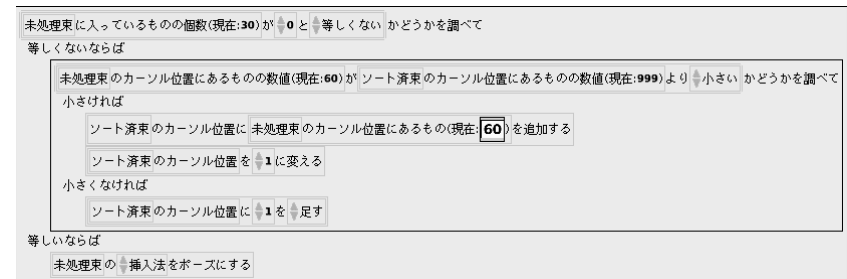 未処理束に入っているものの個数(現在:30)が 0と 等しくない かどうかを調べて
等しくないならば
未処理束のカーソル位置にあるものの数値(現在:60)が ソート済束のカーソル位置にあるものの数値(現在:999)より 小さい かどうかを調べて
小さければ
ソート済束のカーソル位置に 未処理束のカーソル位置にあるもの(現在:60)を追加する
ソート済束のカーソル位置を 1に変える
小さくなければ
ソート済束のカーソル位置に 1を 足す
等しいならば
未処理束の 挿入法をポーズにする